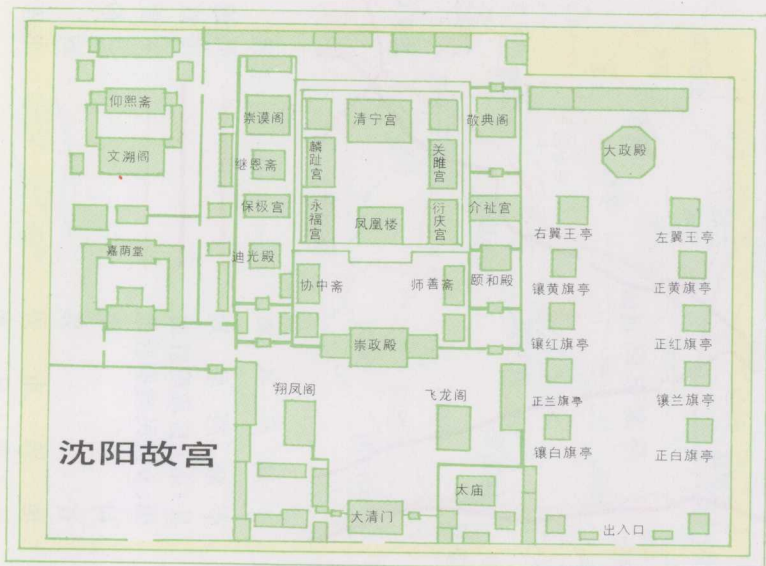 仰熙斋
文溯阁
嘉荫堂
崇谟阁
继恩斋
保极宫
迪光殿
清宁宫
麟趾宫
关雎宫
永福宫
凤凰楼
衍庆宫
敬典阁
介祉宫
颐和殿
协中斋
师善斋
崇政殿
大政殿
右翼王亭
左翼王亭
镶黄旗亭
正黄旗亭
镶红旗亭
正红旗亭
正兰旗亭
镶兰旗亭
镶白旗亭
正白旗亭
翔凤阁
飞龙阁
沈阳故宫
太庙
大清门
出入口